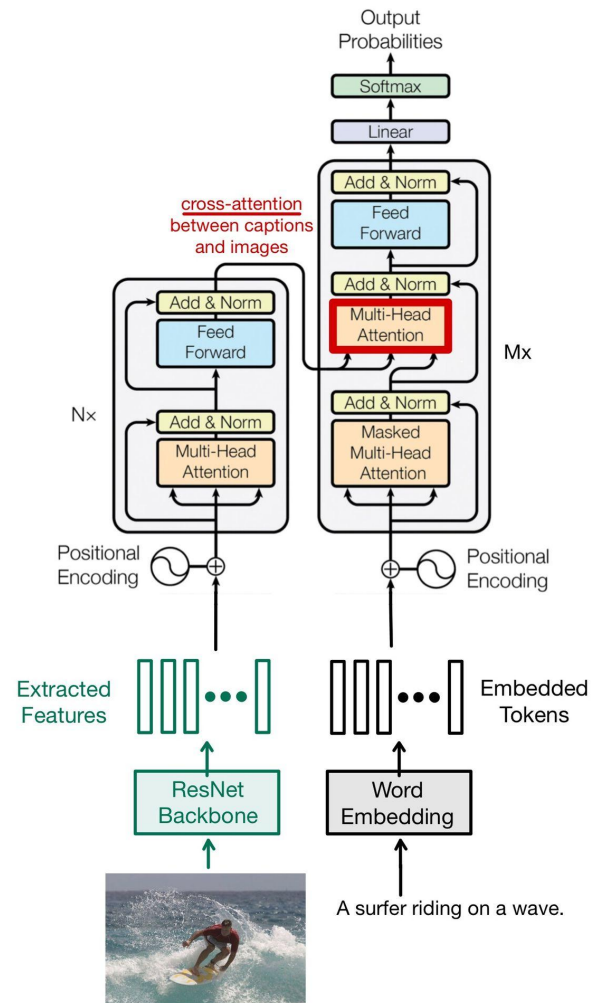 Output
Probabilities
Softmax
Linear
Add & Norm
Feed
Forward
Add & Norm
Multi-Head
Attention
Mx
Add & Norm
Masked
Multi-Head
Attention
cross-attention
between captions
and images
Add & Norm
Feed
Forward
N×
Add & Norm
Multi-Head
Attention
Positional
Encoding
Positional
Encoding
Extracted
Features
Embedded
Tokens
ResNet
Backbone
Word
Embedding
A surfer riding on a wave.